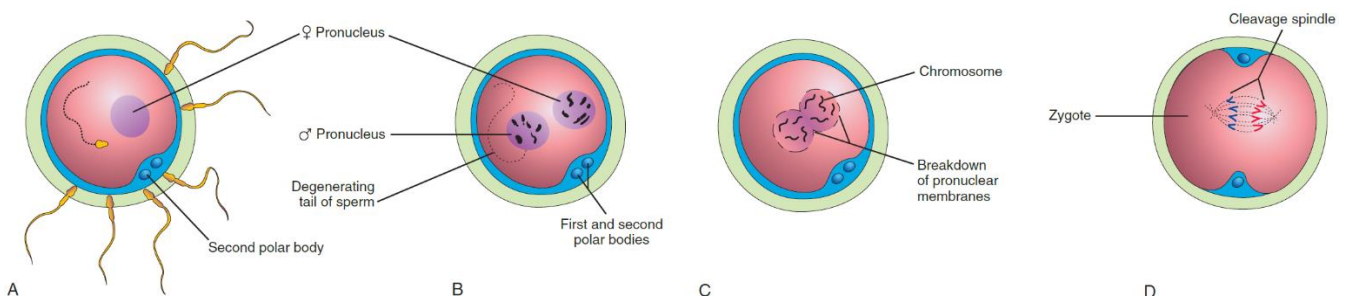 ♀ Pronucleus
♂ Pronucleus
Degenerating
tail of sperm
Second polar body
First and second
polar bodies
Chromosome
Breakdown
of pronuclear
membranes
Cleavage spindle
Zygote
A
B
C
D